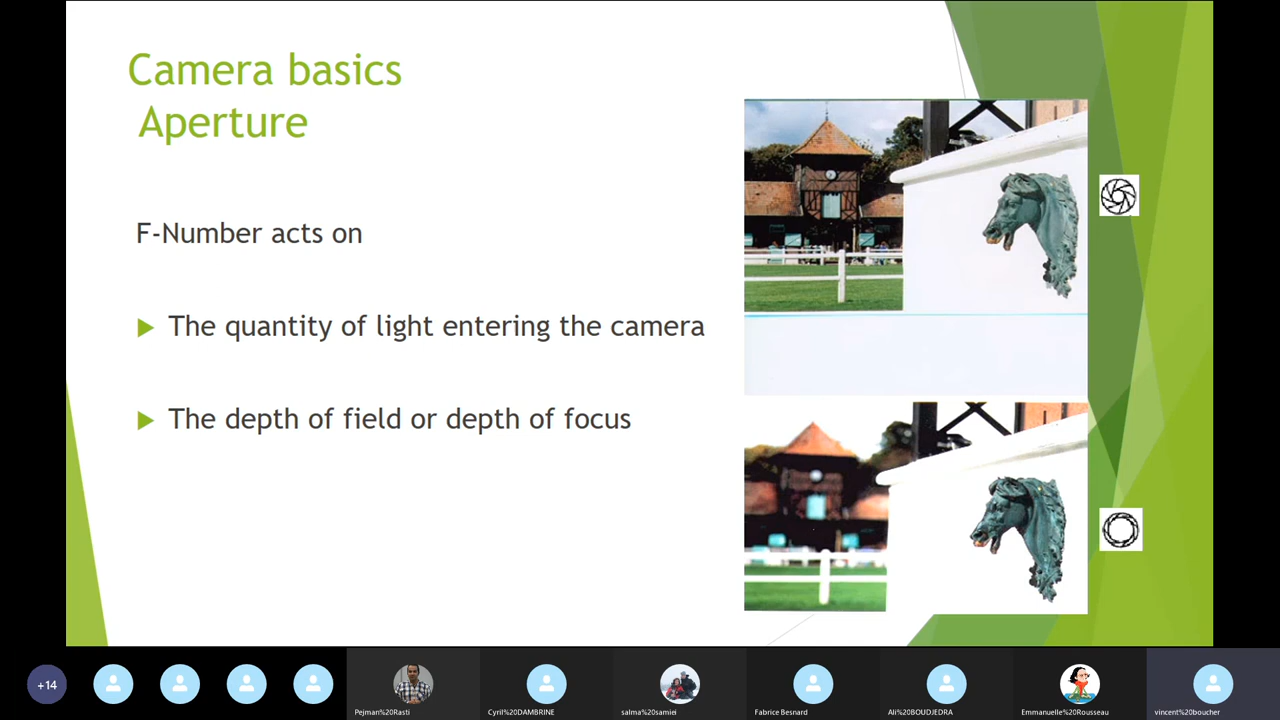 Camera basics
Aperture
F-Number acts on
The quantity of light entering the camera
The depth of field or depth of focus
+14
Pejman%20Rasti
Cyril%20DAMBRINE
salma%20samiei
Fabrice Besnard
Ali%20BOUDJEDRA
Emmanuelle%20Rousseau
vincent%20boucher